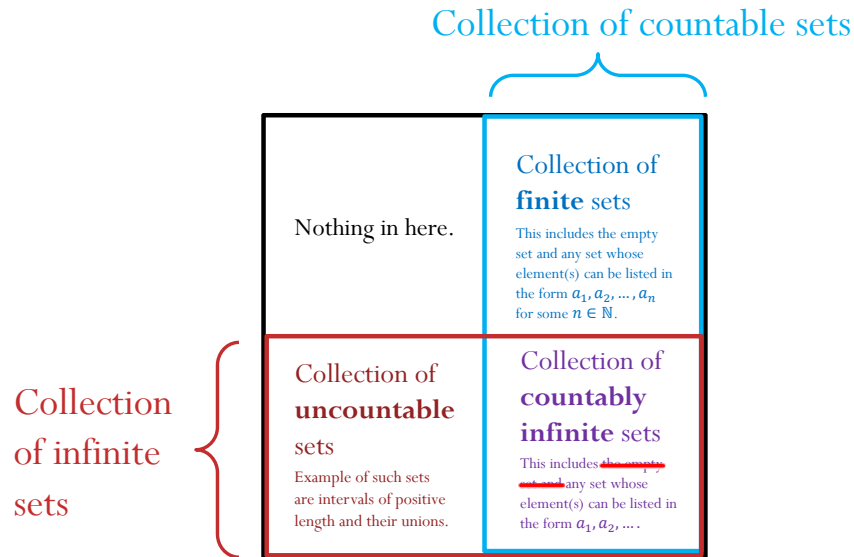 Collection of countable sets
Nothing in here.
Collection of
finite sets
This includes the empty
set and any set whose
element(s) can be listed in
the form a₁, a₂, … , aₙ
for some n ∈ ℕ.
Collection
of infinite
sets
Collection of
uncountable
sets
Example of such sets
are intervals of positive
length and their unions.
Collection of
countably
infinite sets
This includes the empty
set and any set whose
element(s) can be listed in
the form a₁, a₂, … .